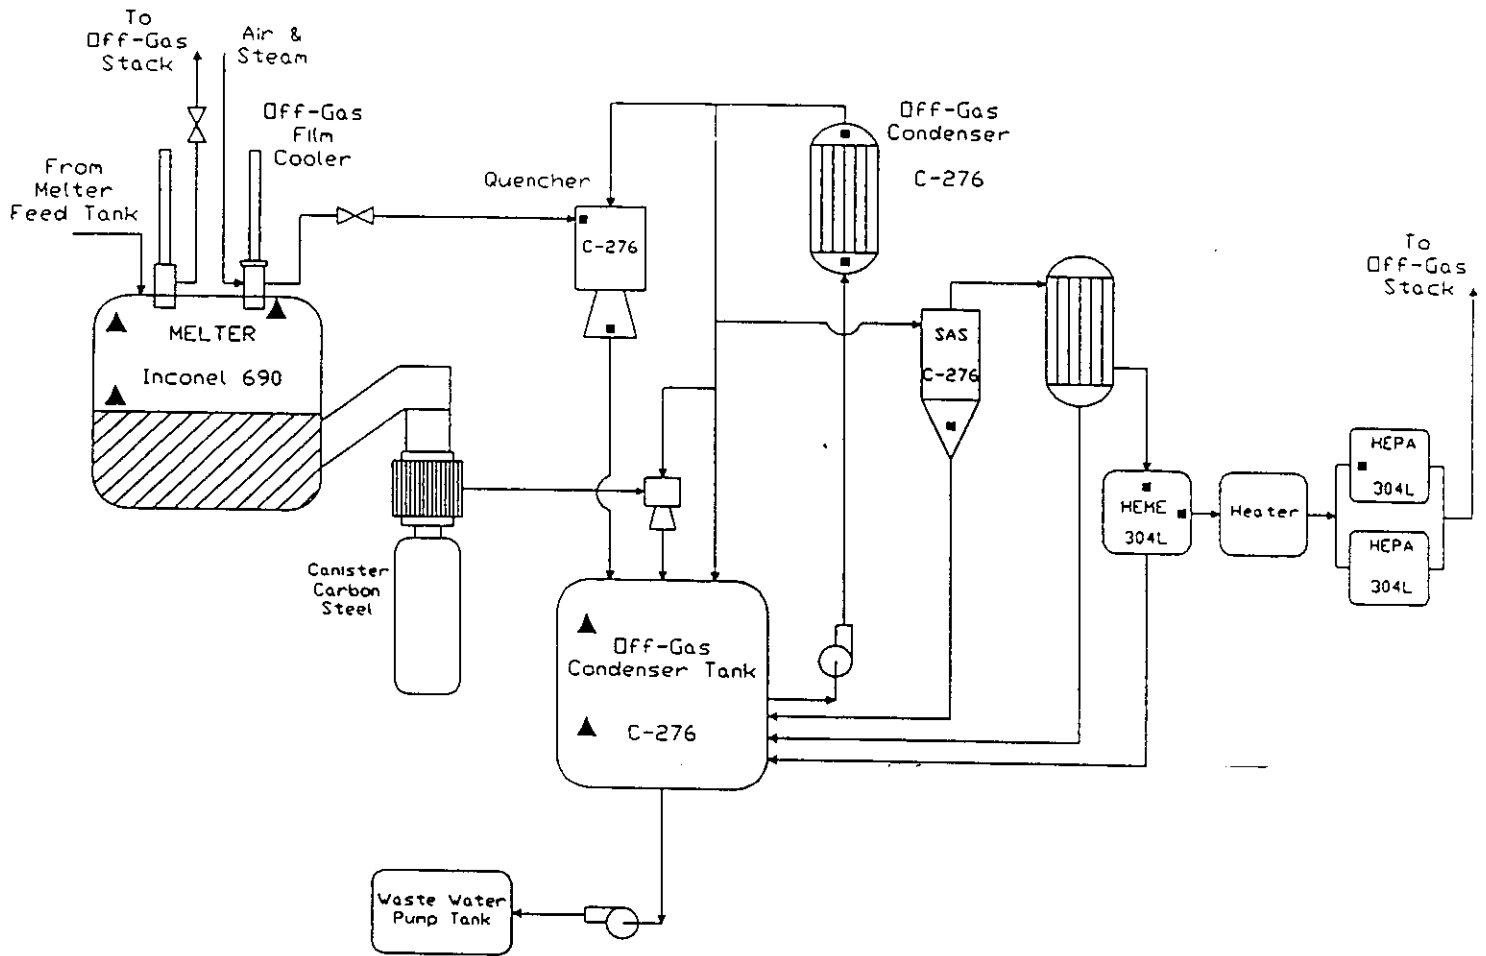 To
Off-Gas
Stack
Air &
Steam
Off-Gas
Film
Cooler
From
Melter
Feed Tank
Quencher
C-276
Off-Gas
Condenser
C-276
MELTER
Inconel 690
SAS
C-276
To
Off-Gas
Stack
HEPA
304L
HEME
304L
Heater
HEPA
304L
Canister
Carbon
Steel
Off-Gas
Condenser Tank
C-276
Waste Water
Pump Tank